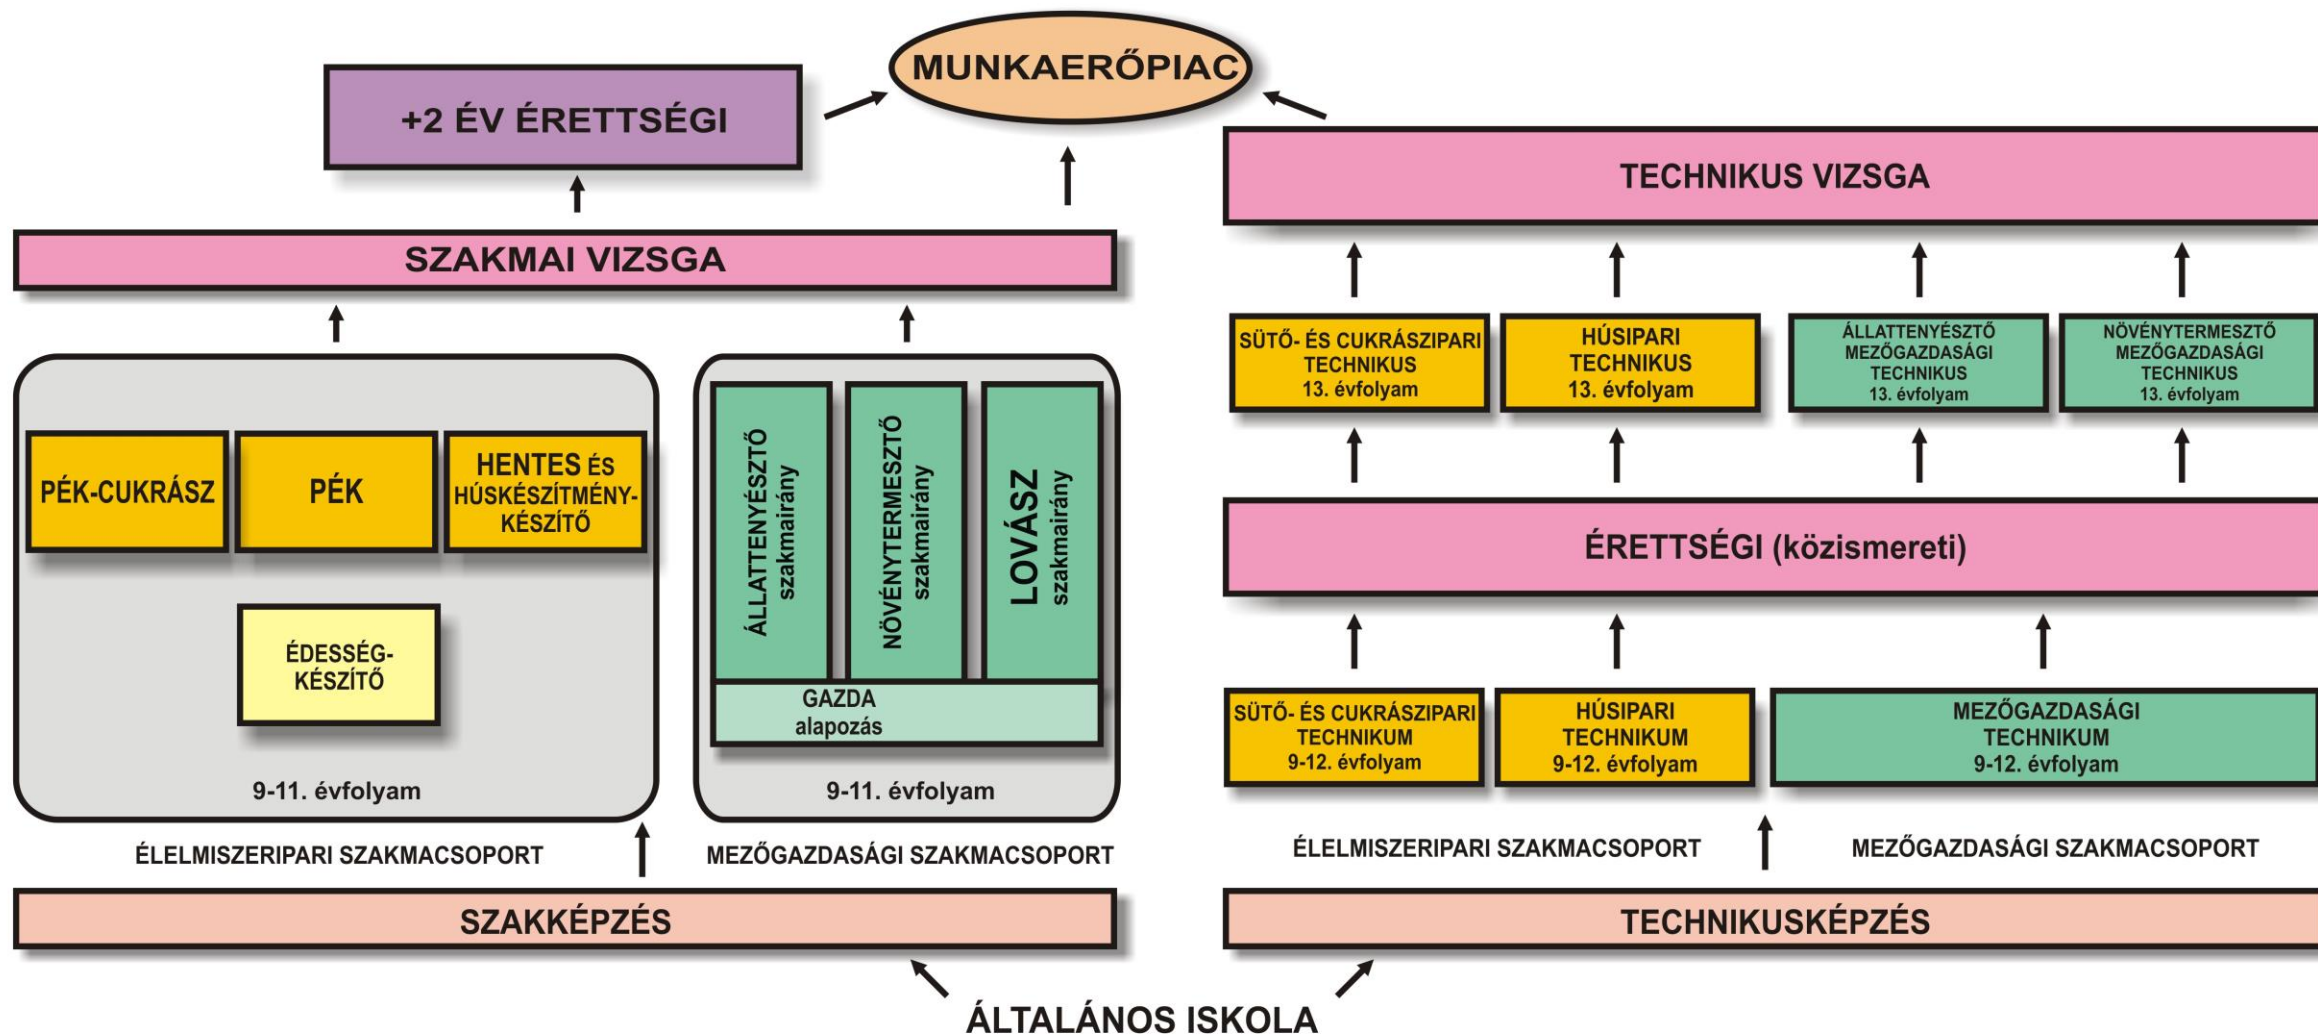 MUNKAERŐPIAC
+2 ÉV ÉRETTSÉGI
SZAKMAI VIZSGA
PÉK-CUKRÁSZ
PÉK
HENTES ÉS
HÚSKÉSZÍTMÉNY-
KÉSZÍTŐ
ÉDESSÉG-
KÉSZÍTŐ
9-11. évfolyam
ÁLLATTENYÉSZTŐ
szakmairány
NÖVÉNYTERMESZTŐ
szakmairány
LOVÁSZ
szakmairány
GAZDA
alapozás
9-11. évfolyam
ÉLELMISZERIPARI SZAKMACSOPORT
MEZŐGAZDASÁGI SZAKMACSOPORT
SZAKKÉPZÉS
TECHNIKUS VIZSGA
SÜTŐ- ÉS CUKRÁSZIPARI
TECHNIKUS
13. évfolyam
HÚSIPARI
TECHNIKUS
13. évfolyam
ÁLLATTENYÉSZTŐ
MEZŐGAZDASÁGI
TECHNIKUS
13. évfolyam
NÖVÉNYTERMESZTŐ
MEZŐGAZDASÁGI
TECHNIKUS
13. évfolyam
ÉRETTSÉGI (közismereti)
SÜTŐ- ÉS CUKRÁSZIPARI
TECHNIKUM
9-12. évfolyam
HÚSIPARI
TECHNIKUM
9-12. évfolyam
MEZŐGAZDASÁGI
TECHNIKUM
9-12. évfolyam
ÉLELMISZERIPARI SZAKMACSOPORT
MEZŐGAZDASÁGI SZAKMACSOPORT
TECHNIKUSKÉPZÉS
ÁLTALÁNOS ISKOLA